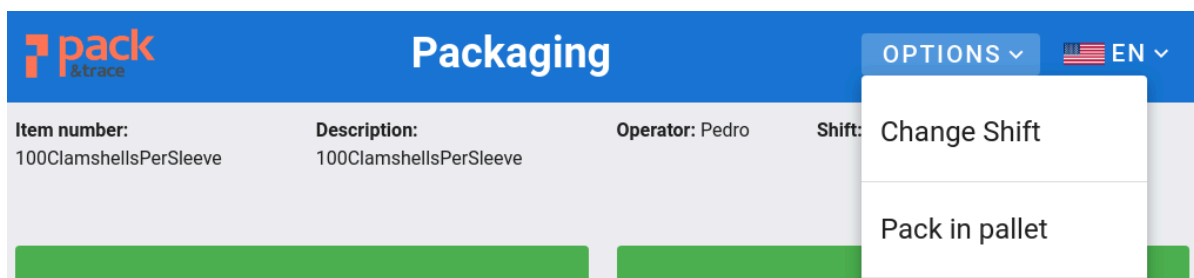 pack
&trace
Packaging
OPTIONS
EN
Item number:
100ClamshellsPerSleeve
Description:
100ClamshellsPerSleeve
Operator: Pedro
Shift:
Change Shift
Pack in pallet